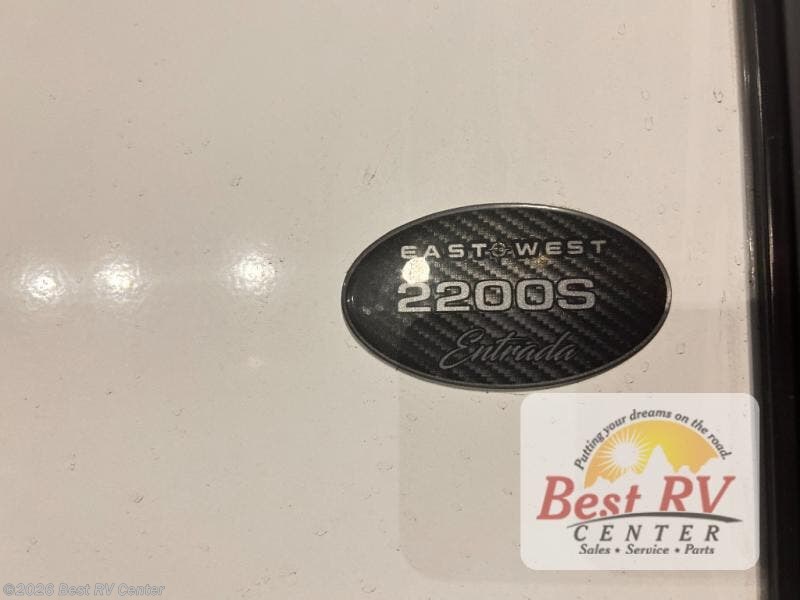 EAST WEST
2200S
Entrada
Putting your dreams on the road.
Best RV
CENTER
Sales • Service • Parts
©2026 Best RV Center